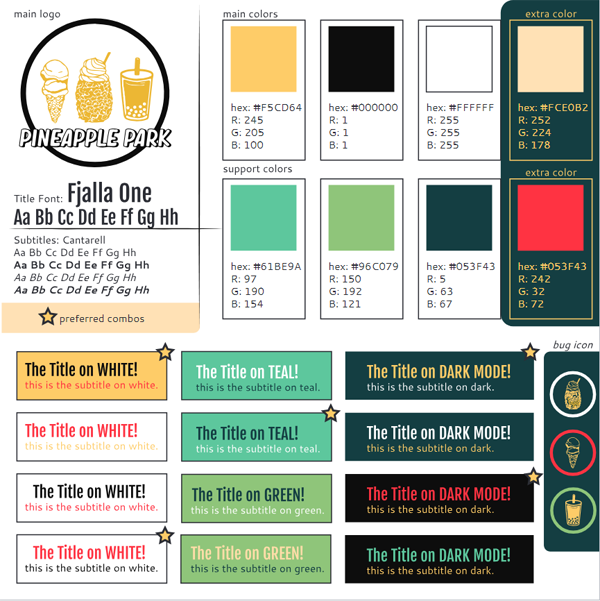 main logo
PINEAPPLE PARK
Title Font: Fjalla One
Aa Bb Cc Dd Ee Ff Gg Hh
Subtitles: Cantarell
Aa Bb Cc Dd Ee Ff Gg Hh
Aa Bb Cc Dd Ee Ff Gg Hh
Aa Bb Cc Dd Ee Ff Gg Hh
Aa Bb Cc Dd Ee Ff Gg Hh
preferred combos
main colors
hex: #F5CD64
R: 245
G: 205
B: 100
hex: #000000
R: 1
G: 1
B: 1
hex: #FFFFFF
R: 255
G: 255
B: 255
extra color
hex: #FCE0B2
R: 252
G: 224
B: 178
support colors
hex: #61BE9A
R: 97
G: 190
B: 154
hex: #96C079
R: 150
G: 192
B: 121
hex: #053F43
R: 5
G: 63
B: 67
extra color
hex: #053F43
R: 242
G: 32
B: 72
The Title on WHITE!
this is the subtitle on white.
The Title on TEAL!
this is the subtitle on teal.
The Title on DARK MODE!
this is the subtitle on dark.
The Title on WHITE!
this is the subtitle on white.
The Title on TEAL!
this is the subtitle on teal.
The Title on DARK MODE!
this is the subtitle on dark.
The Title on WHITE!
this is the subtitle on white.
The Title on GREEN!
this is the subtitle on green.
The Title on DARK MODE!
this is the subtitle on dark.
The Title on WHITE!
this is the subtitle on white.
The Title on GREEN!
this is the subtitle on green.
The Title on DARK MODE!
this is the subtitle on dark.
bug icon